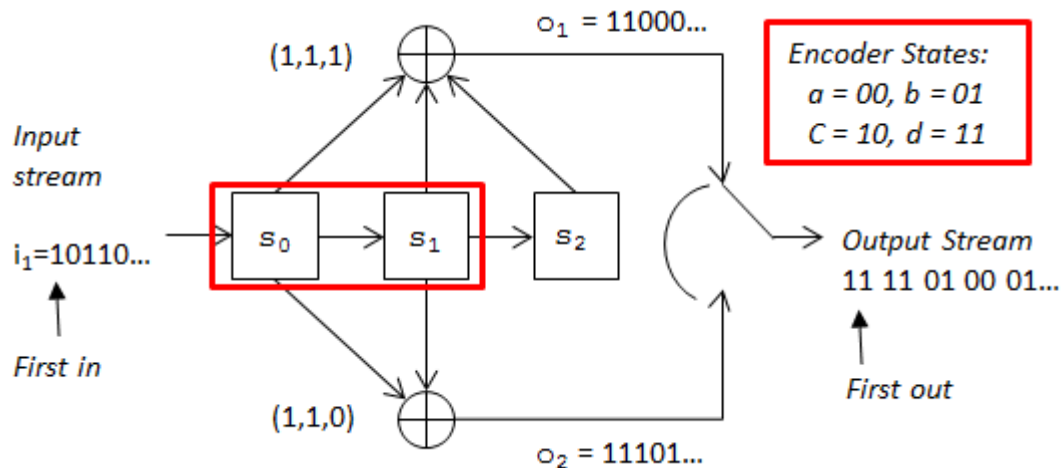 o₁ = 11000...
(1,1,1)
Encoder States:
a = 00, b = 01
C = 10, d = 11
Input
stream
s₀
s₁
s₂
i₁=10110...
Output Stream
11 11 01 00 01...
First in
First out
(1,1,0)
o₂ = 11101...